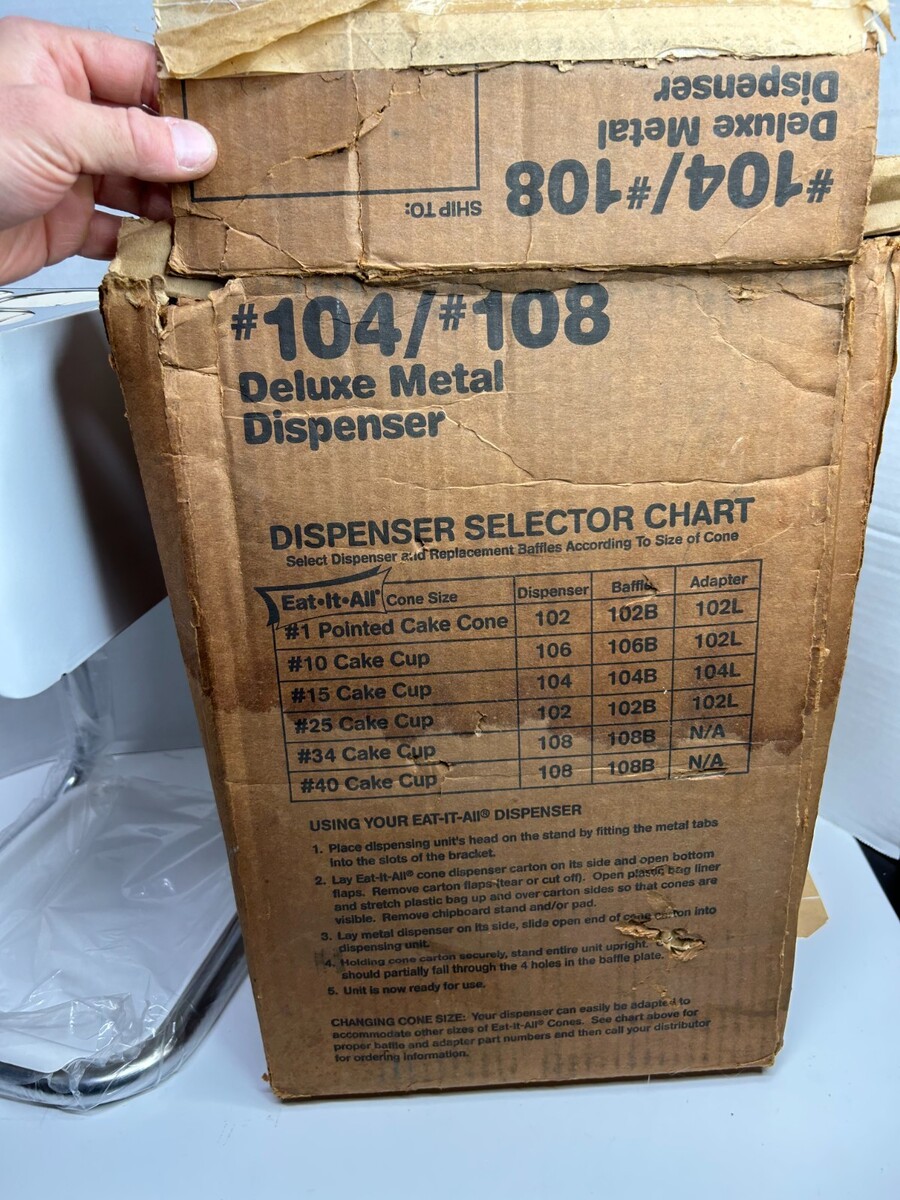 #104/#108
Deluxe Metal
Dispenser
SHIP TO:
#104/#108
Deluxe Metal
Dispenser
DISPENSER SELECTOR CHART
Select Dispenser and Replacement Baffles According To Size of Cone
Eat•It•All® Cone Size Dispenser Baffle Adapter
#1 Pointed Cake Cone 102 102B 102L
#10 Cake Cup 106 106B 102L
#15 Cake Cup 104 104B 104L
#25 Cake Cup 102 102B 102L
#34 Cake Cup 108 108B N/A
#40 Cake Cup 108 108B N/A
USING YOUR EAT-IT-All® DISPENSER
1. Place dispensing unit's head on the stand by fitting the metal tabs
into the slots of the bracket.
2. Lay Eat-It-All® cone dispenser carton on its side and open bottom
flaps. Remove carton flaps (tear or cut off). Open plastic bag liner
and stretch plastic bag up and over carton sides so that cones are
visible. Remove chipboard stand and/or pad.
3. Lay metal dispenser on its side, slide open end of cone carton into
dispensing unit.
4. Holding cone carton securely, stand entire unit upright.
should partially fall through the 4 holes in the baffle plate.
5. Unit is now ready for use.
CHANGING CONE SIZE: Your dispenser can easily be adapted to
accommodate other sizes of Eat-It-All® Cones. See chart above for
proper baffle and adapter part numbers and then call your distributor
for ordering information.